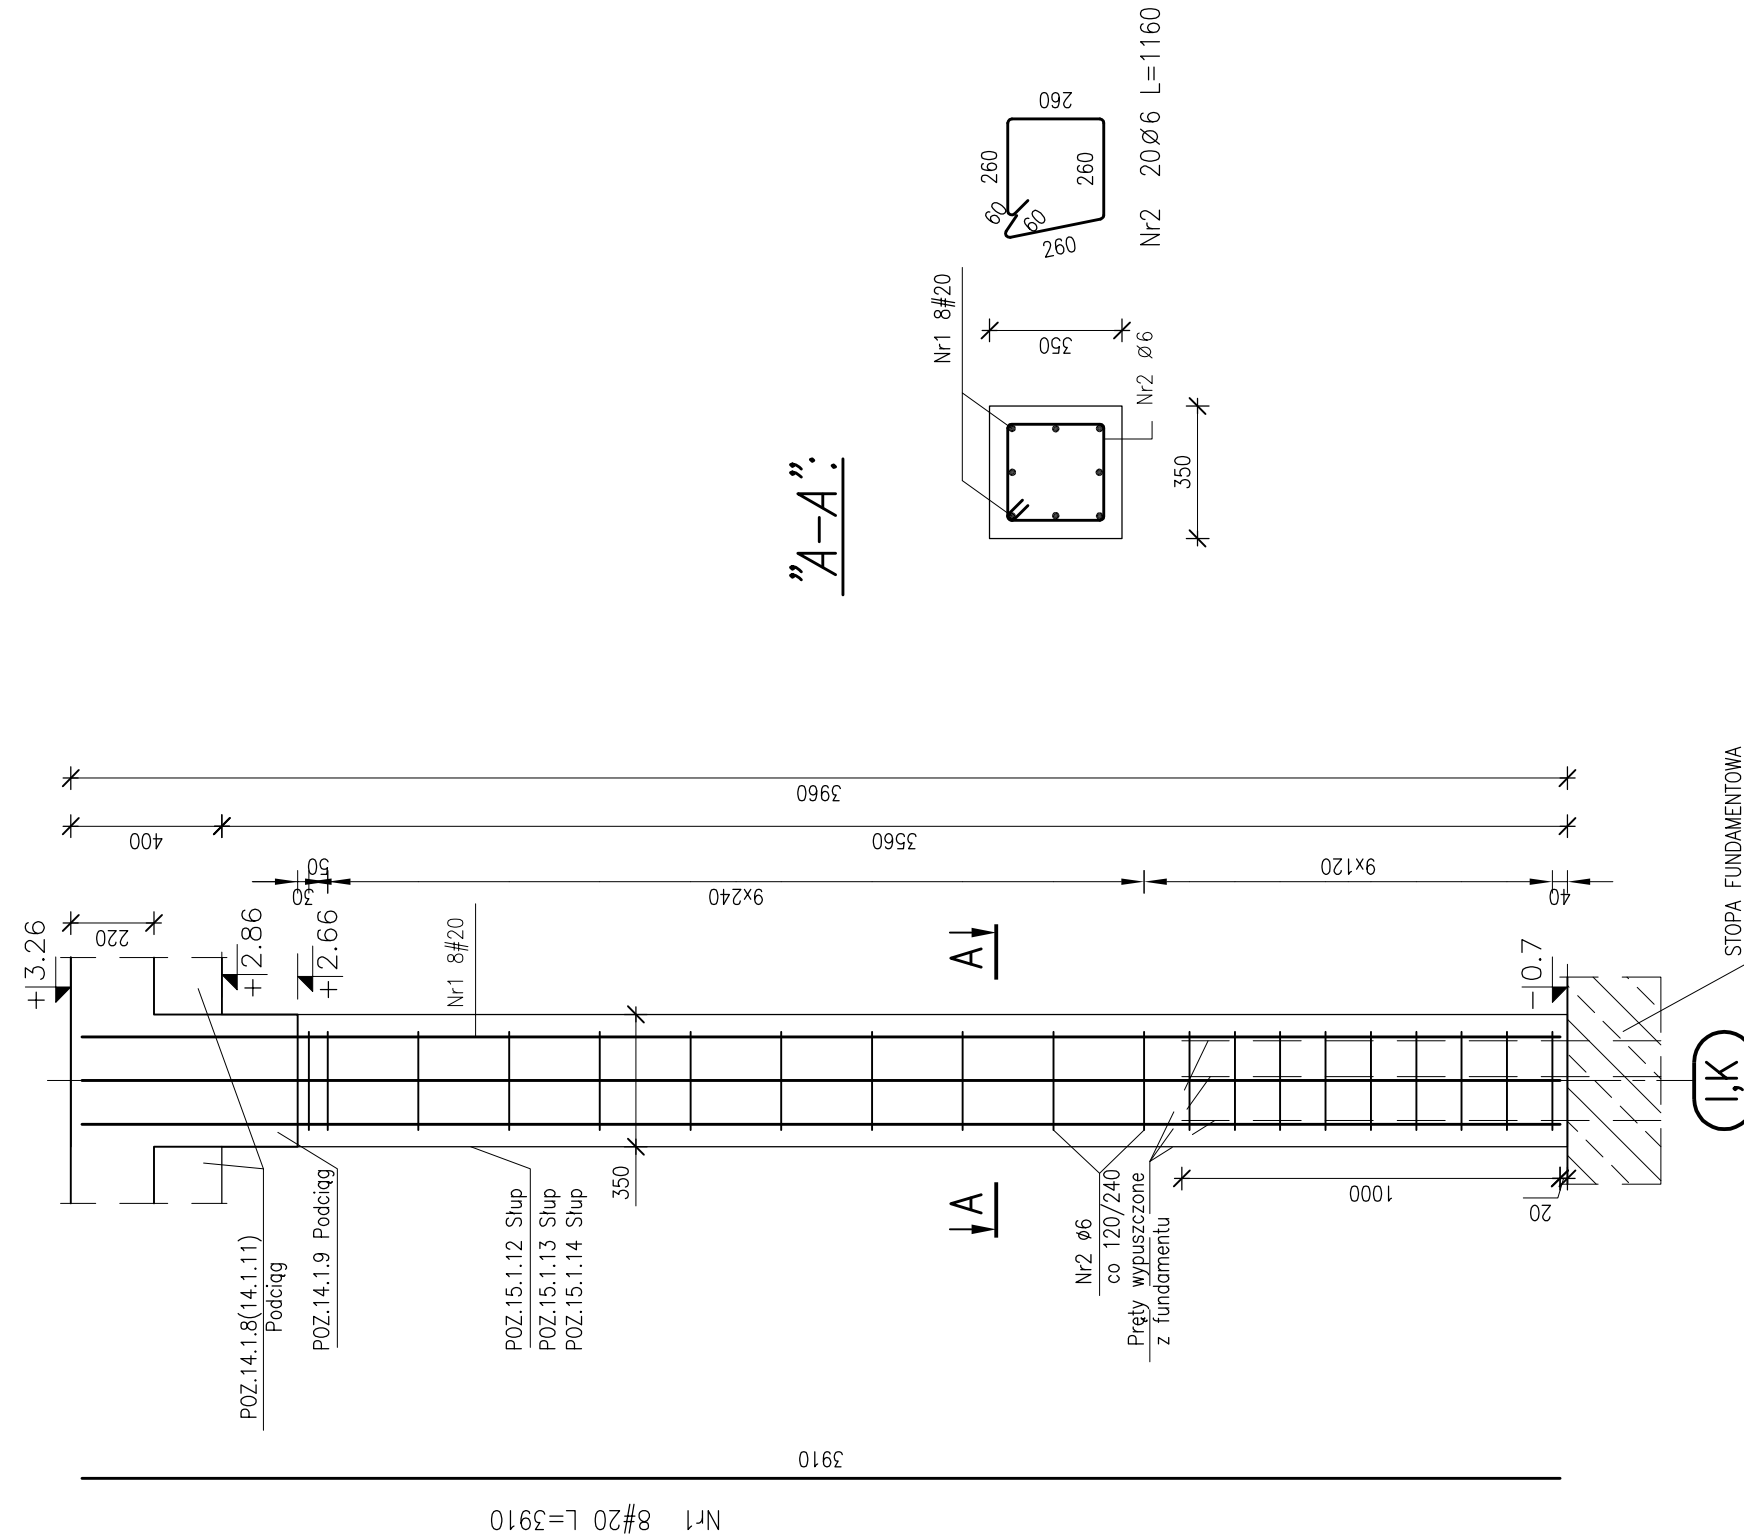 +3.26
220
+2.86
+2.66
400
3560
3960
30
50
9x240
9x120
40
Nr1 8#20
350
A
A
-0.7
POZ.14.1.8(14.1.11)
Podciąg
POZ.14.1.9 Podciąg
POZ.15.1.12 Słup
POZ.15.1.13 Słup
POZ.15.1.14 Słup
Nr2 ø6
co 120/240
Pręty wypuszczone
z fundamentu
1000
20
STOPA FUNDAMENTOWA
I,K
3910
Nr1 8#20 L=3910
"A-A":
Nr1 8#20
350
350
Nr2 ø6
260
260
260
260
60
60
Nr2 20ø6 L=1160